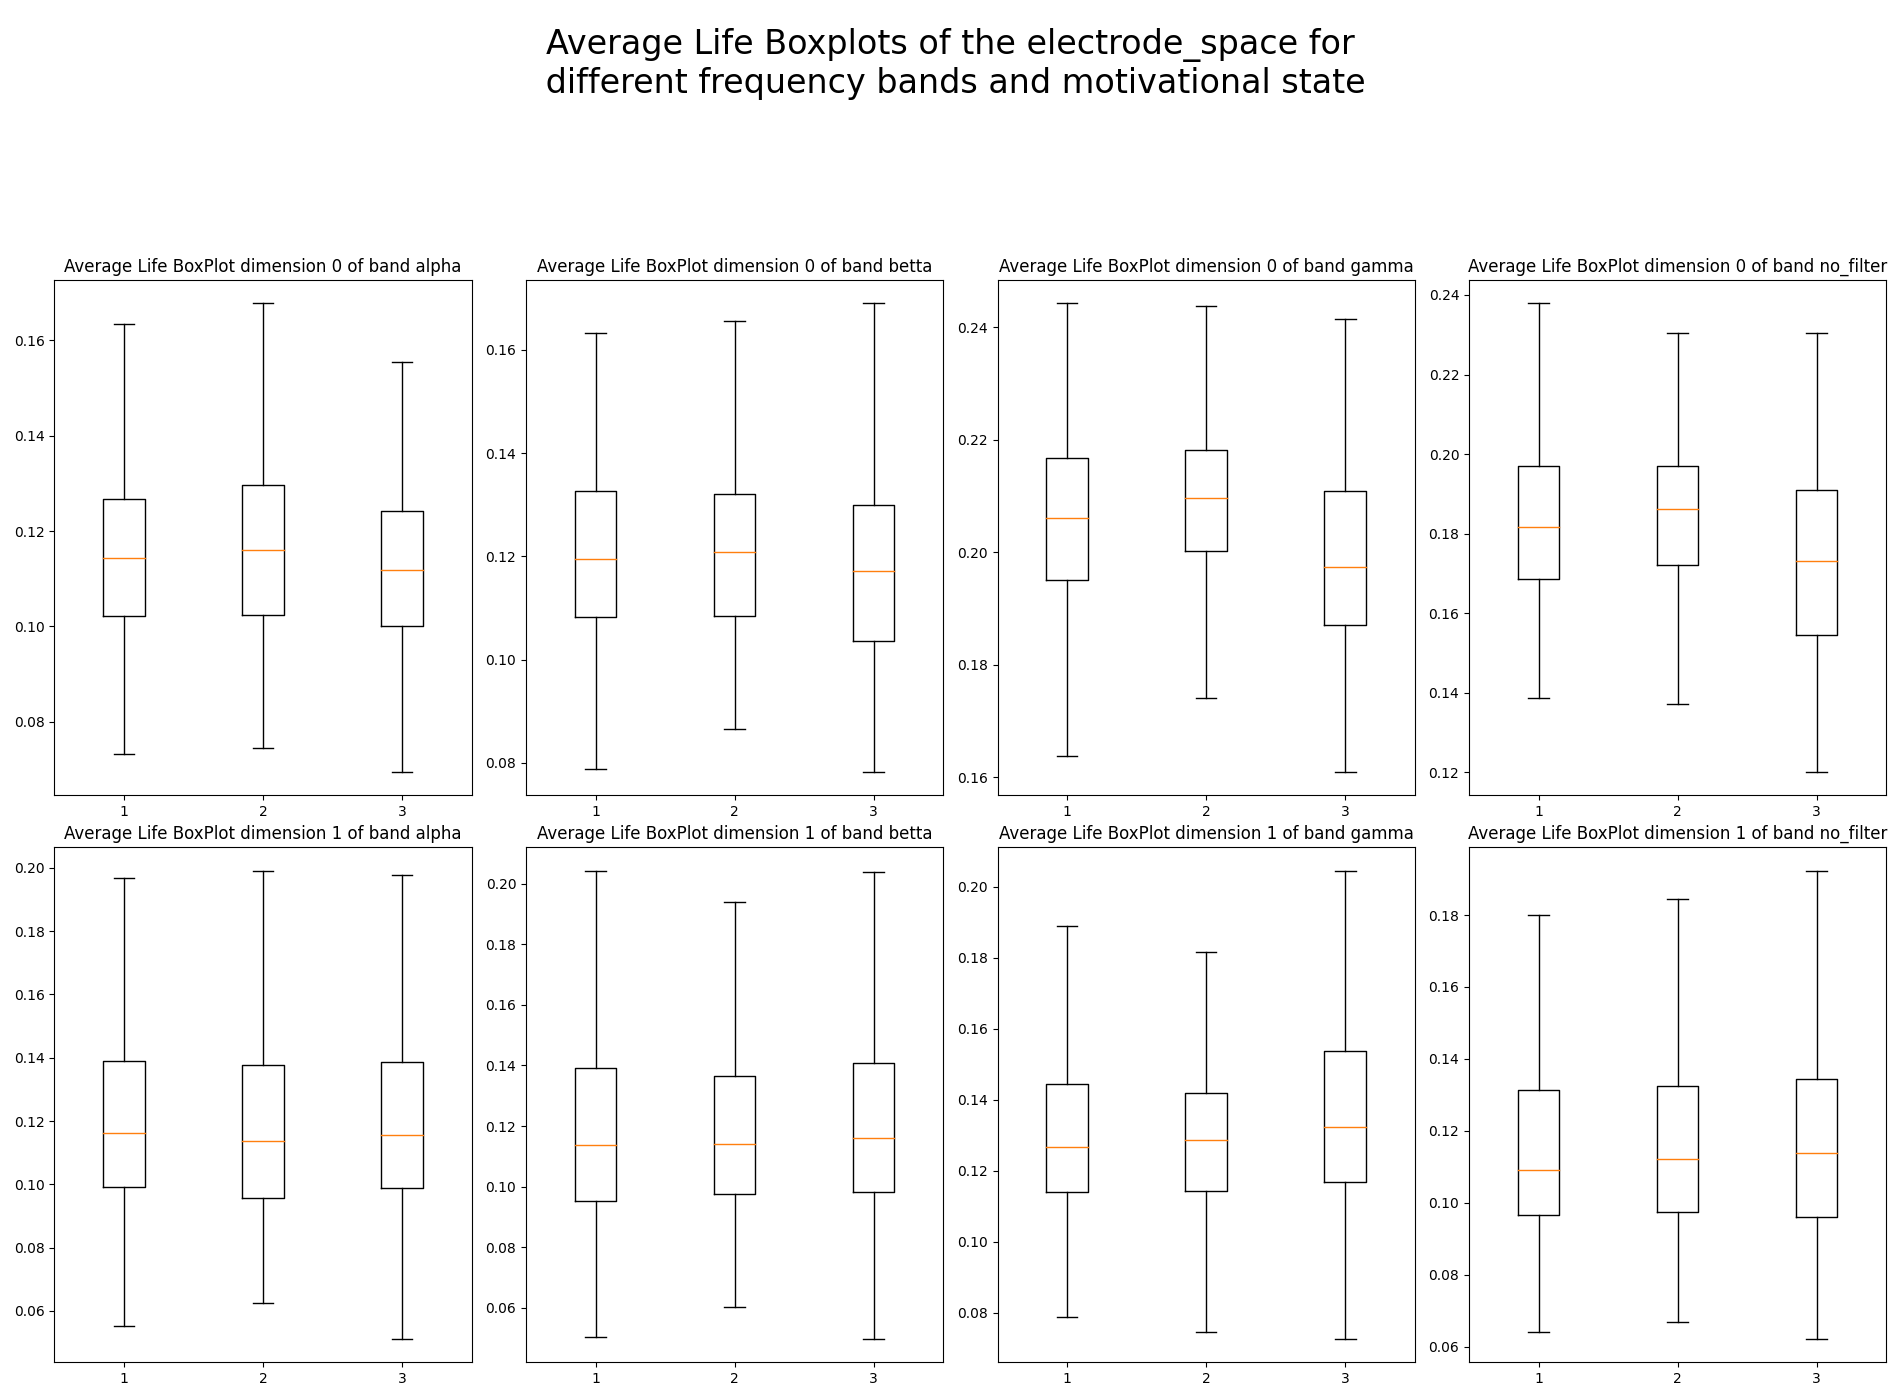 Average Life Boxplots of the electrode_space for
different frequency bands and motivational state
Average Life BoxPlot dimension 0 of band alpha
0.16
0.14
0.12
0.10
0.08
1 2 3
Average Life BoxPlot dimension 0 of band betta
0.16
0.14
0.12
0.10
0.08
1 2 3
Average Life BoxPlot dimension 0 of band gamma
0.24
0.22
0.20
0.18
0.16
1 2 3
Average Life BoxPlot dimension 0 of band no_filter
0.24
0.22
0.20
0.18
0.16
0.14
0.12
1 2 3
Average Life BoxPlot dimension 1 of band alpha
0.20
0.18
0.16
0.14
0.12
0.10
0.08
0.06
1 2 3
Average Life BoxPlot dimension 1 of band betta
0.20
0.18
0.16
0.14
0.12
0.10
0.08
0.06
1 2 3
Average Life BoxPlot dimension 1 of band gamma
0.20
0.18
0.16
0.14
0.12
0.10
0.08
1 2 3
Average Life BoxPlot dimension 1 of band no_filter
0.18
0.16
0.14
0.12
0.10
0.08
0.06
1 2 3